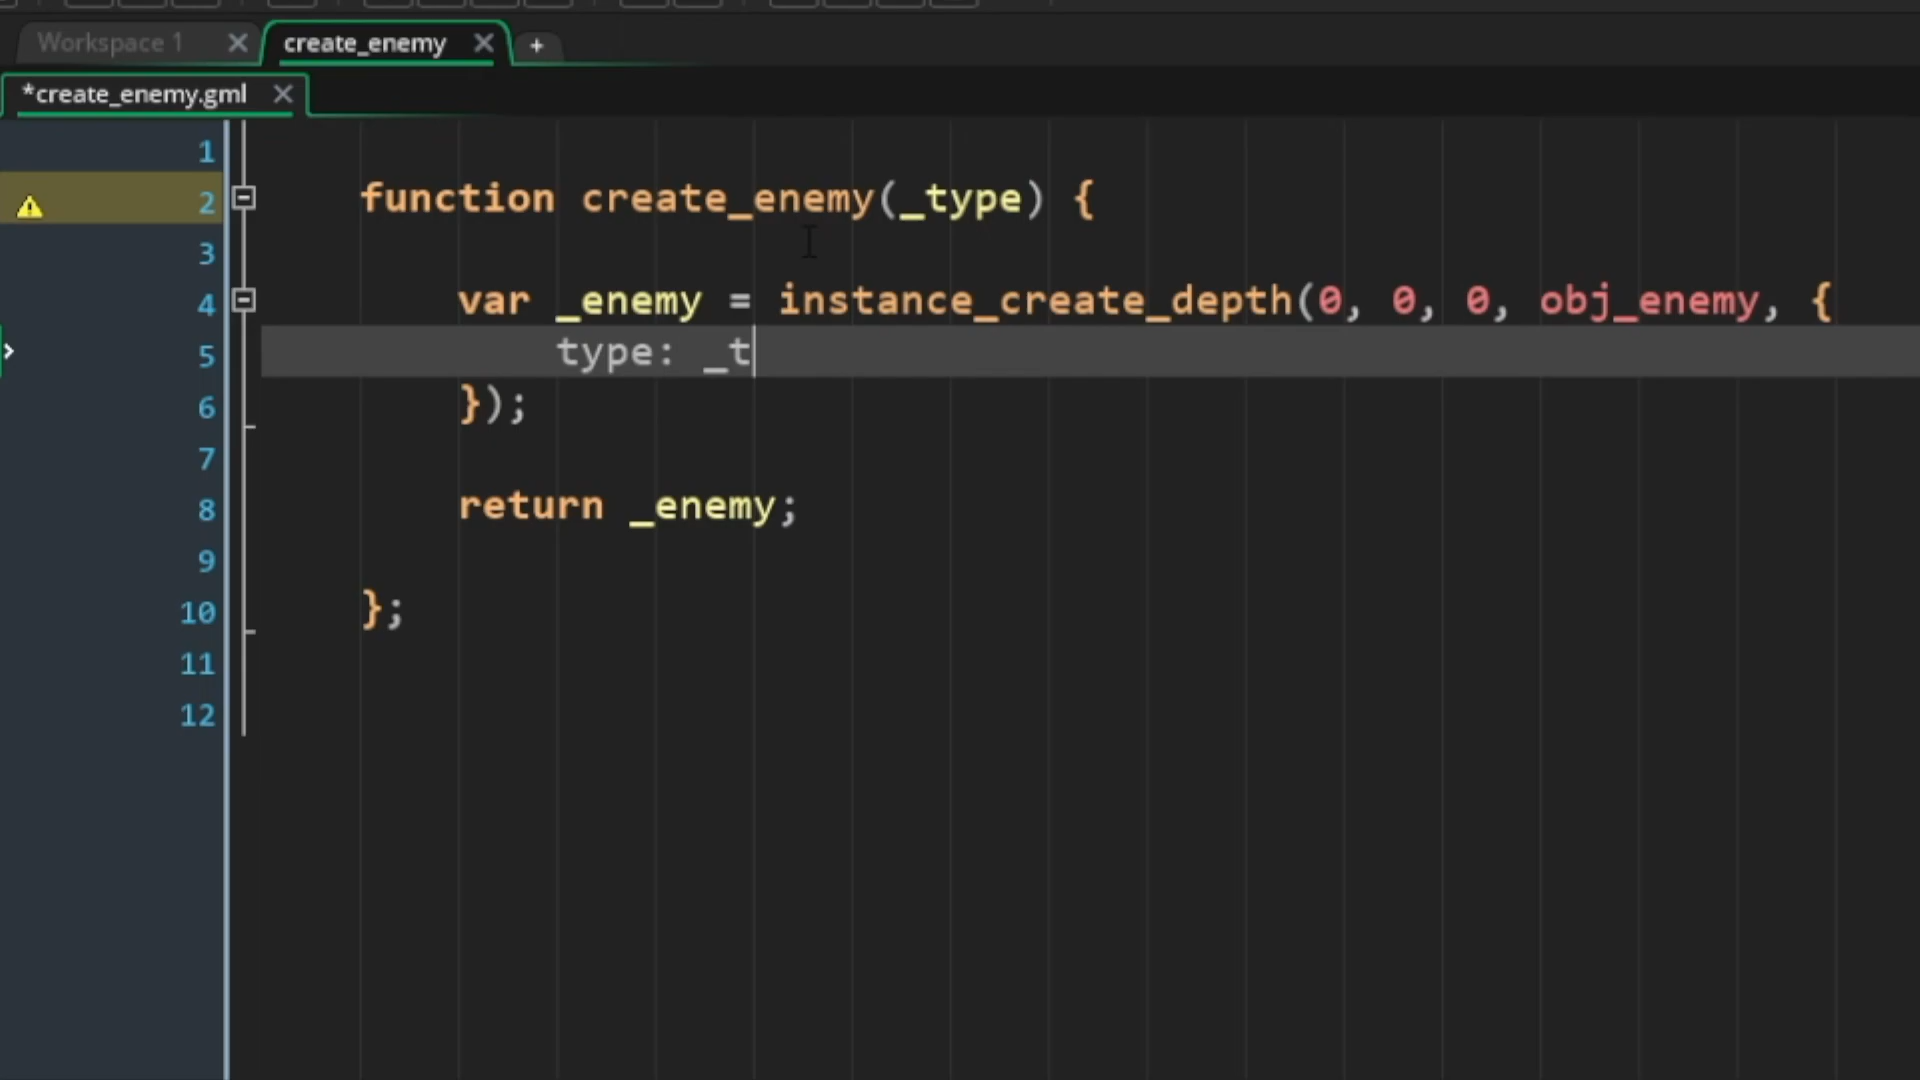 Workspace 1
create_enemy
+
*create_enemy.gml
1
2 function create_enemy(_type) {
3
4 var _enemy = instance_create_depth(0, 0, 0, obj_enemy, {
5 type: _t
6 });
7
8 return _enemy;
9
10 };
11
12